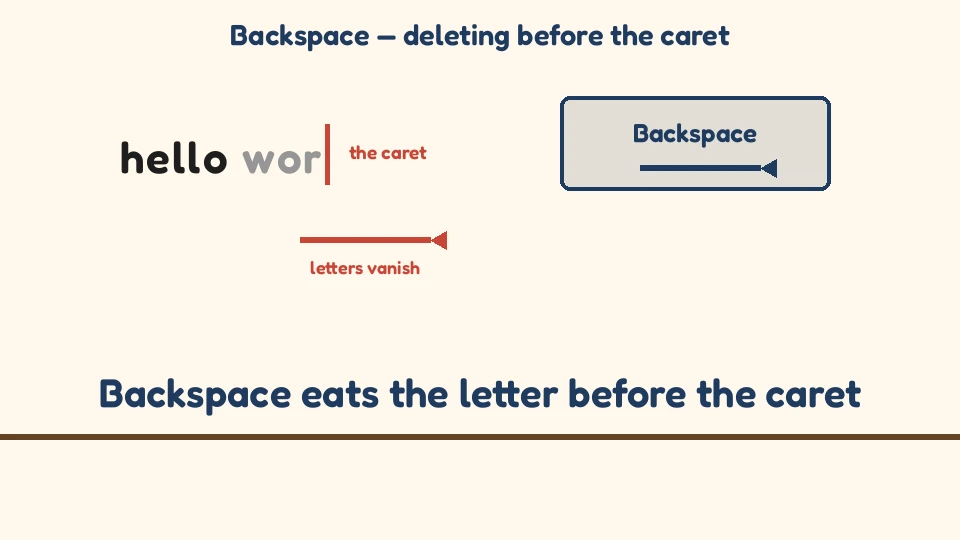 Backspace — deleting before the caret
hello wor
the caret
Backspace
letters vanish
Backspace eats the letter before the caret